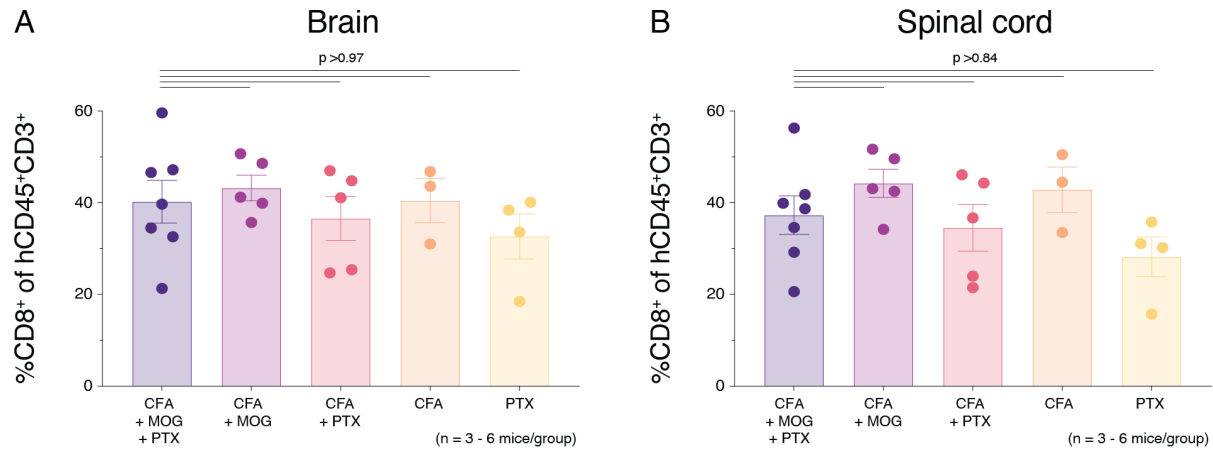 A
Brain
p >0.97
%CD8⁺ of hCD45⁺CD3⁺
60
40
20
0
CFA
+ MOG
+ PTX
CFA
+ MOG
CFA
+ PTX
CFA
PTX
(n = 3 - 6 mice/group)
B
Spinal cord
p >0.84
%CD8⁺ of hCD45⁺CD3⁺
60
40
20
0
CFA
+ MOG
+ PTX
CFA
+ MOG
CFA
+ PTX
CFA
PTX
(n = 3 - 6 mice/group)